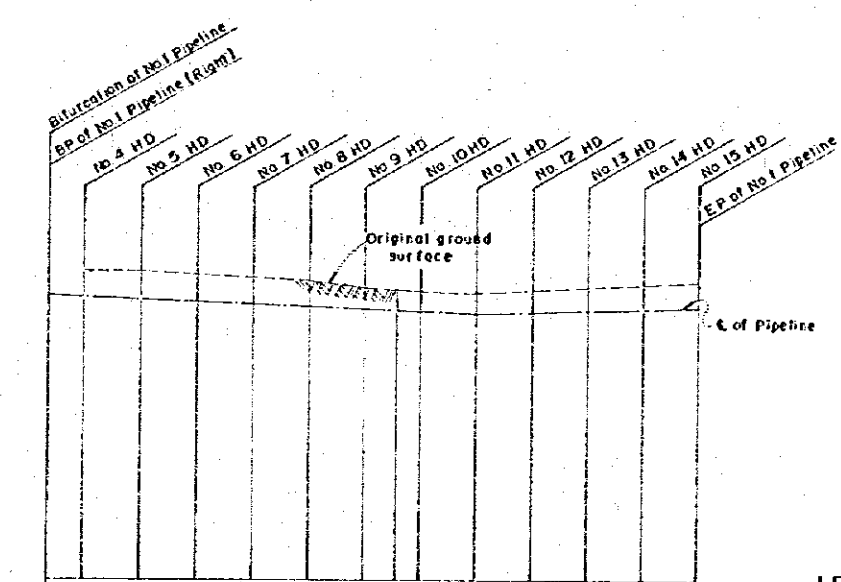 Bifurcation of No.1 Pipeline
BP of No 1 Pipeline (Right)
No 4 HD
No. 5 HD
No 6 HD
No 7 HD
No 8 HD
No 9 HD
No 10 HD
No 11 HD
No. 12 HD
No. 13 HD
No 14 HD
No 15 HD
EP of No 1 Pipeline
Original ground
surface
℄ of Pipeline